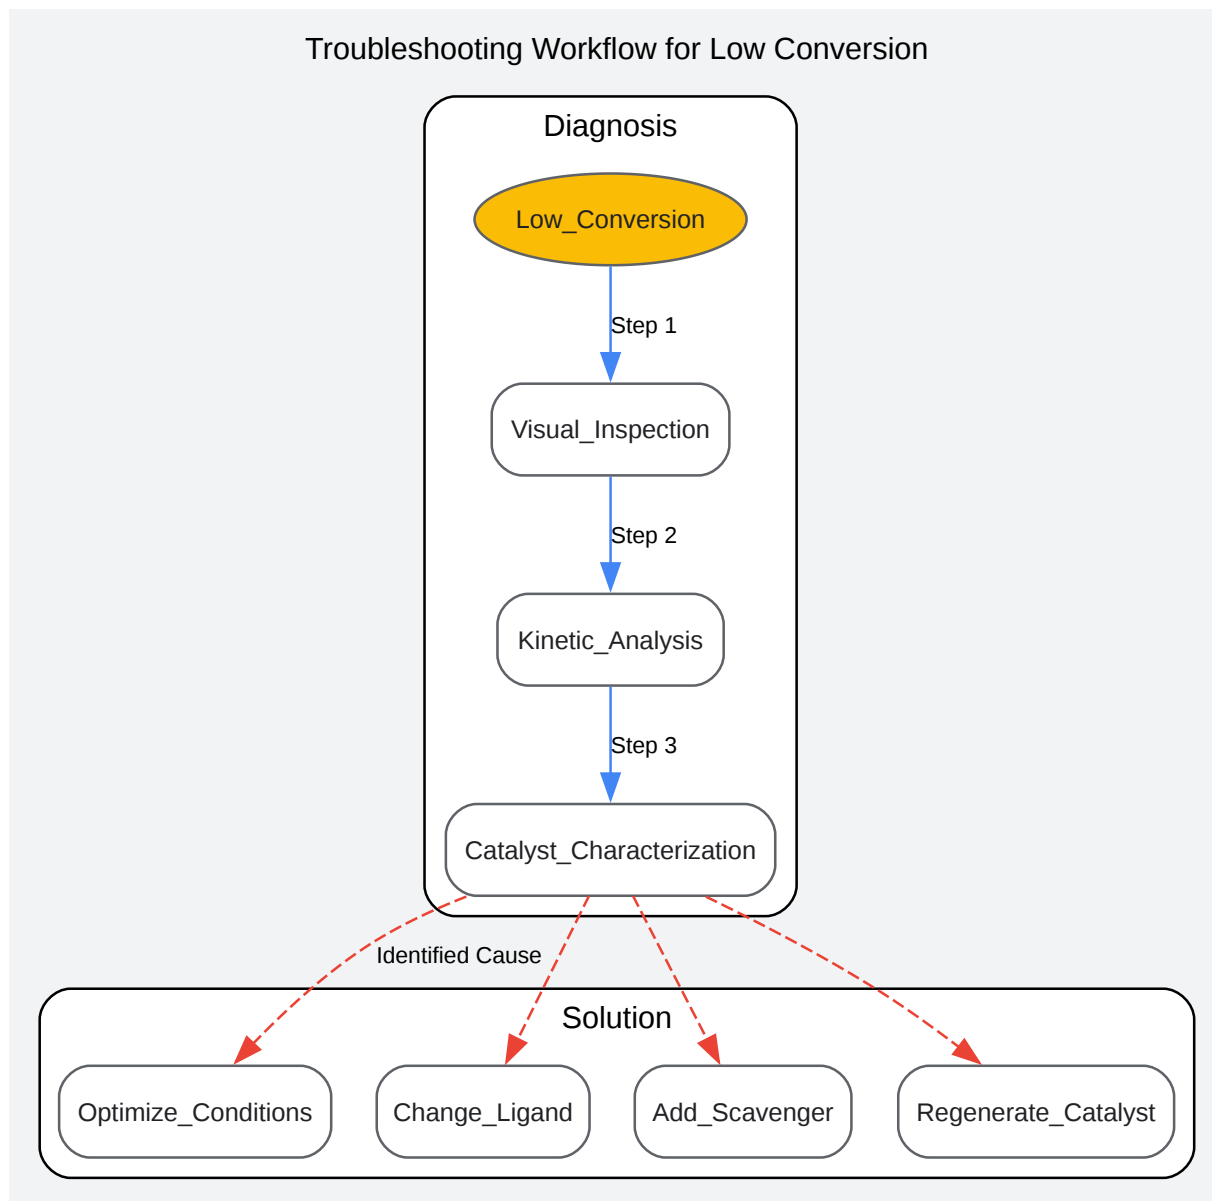 Troubleshooting Workflow for Low Conversion
Diagnosis
Low_Conversion
Step 1
Visual_Inspection
Step 2
Kinetic_Analysis
Step 3
Catalyst_Characterization
Identified Cause
Solution
Optimize_Conditions
Change_Ligand
Add_Scavenger
Regenerate_Catalyst